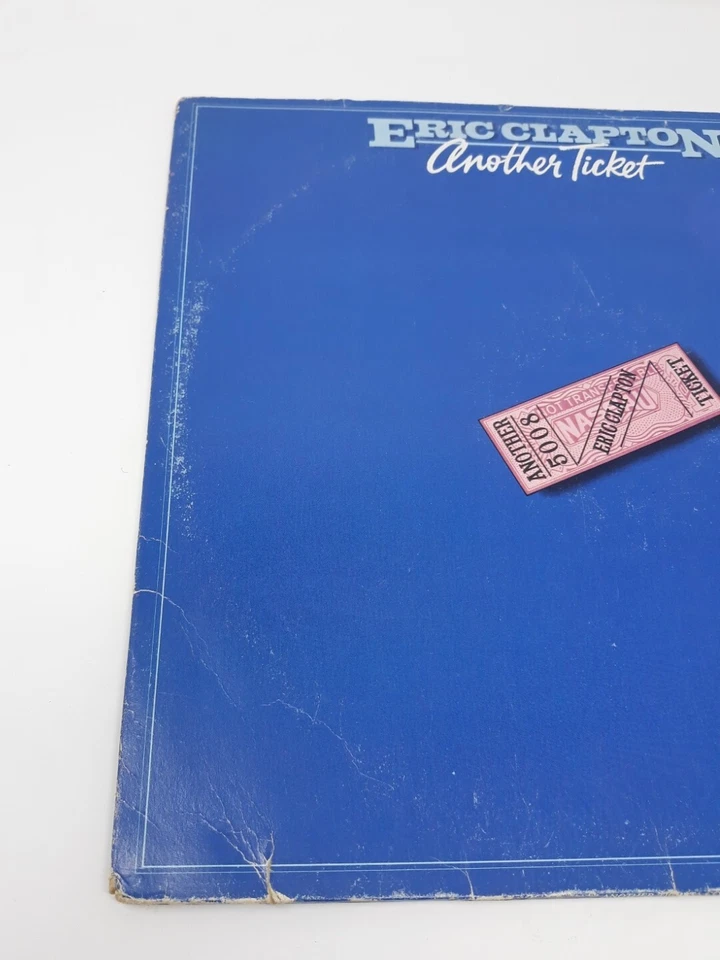 ERIC CLAPTON
Another Ticket
ANOTHER
5008
ERIC CLAPTON
TICKET